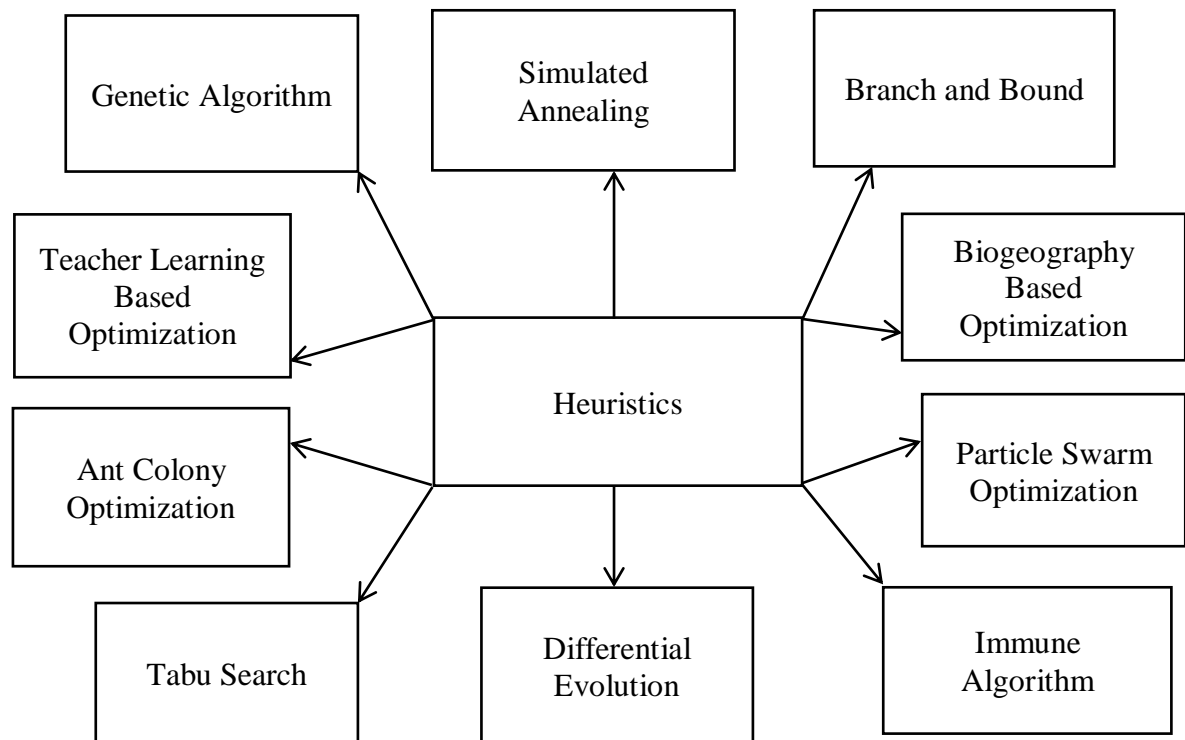 Genetic Algorithm
Simulated
Annealing
Branch and Bound
Teacher Learning
Based
Optimization
Biogeography
Based
Optimization
Heuristics
Ant Colony
Optimization
Particle Swarm
Optimization
Tabu Search
Differential
Evolution
Immune
Algorithm